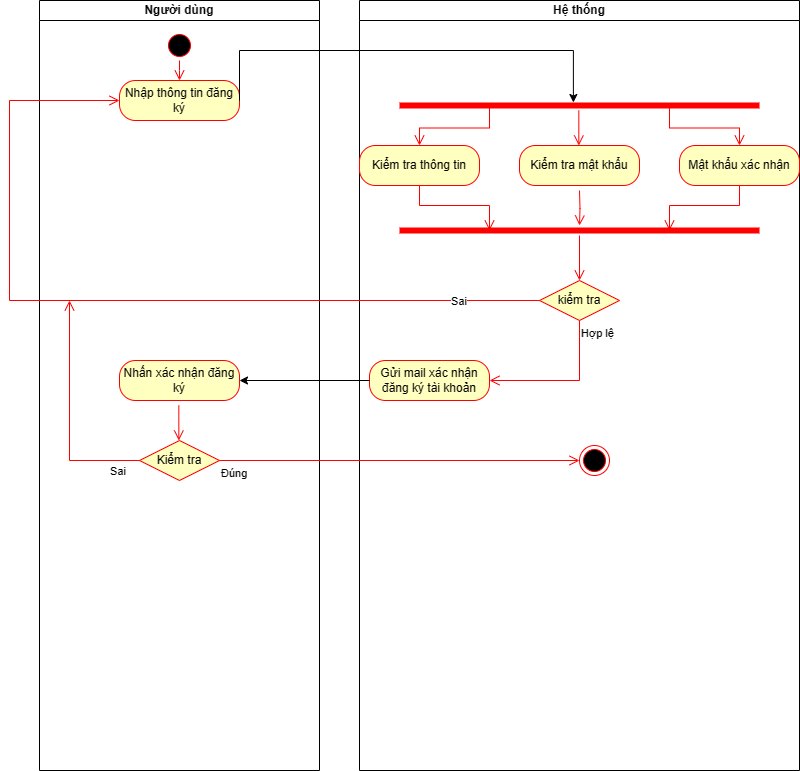 Người dùng
Hệ thống
Nhập thông tin đăng
ký
Kiểm tra thông tin
Kiểm tra mật khẩu
Mật khẩu xác nhận
kiểm tra
Sai
Hợp lệ
Nhấn xác nhận đăng
ký
Gửi mail xác nhận
đăng ký tài khoản
Kiểm tra
Sai
Đúng